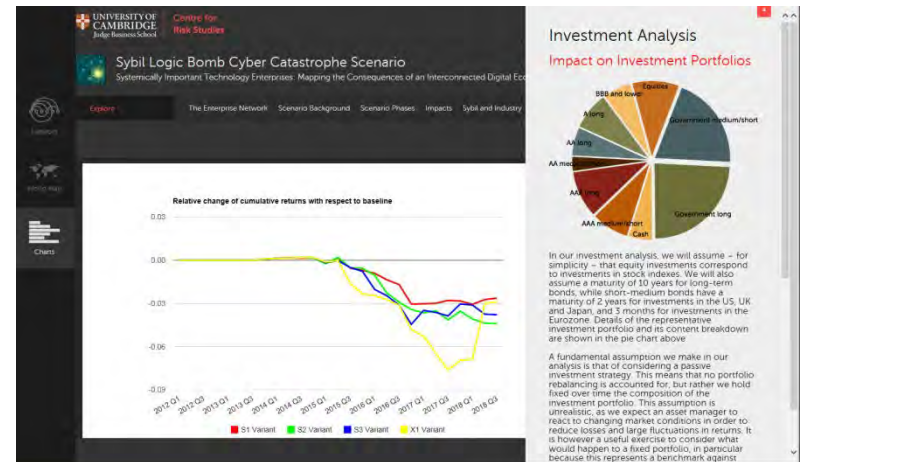 UNIVERSITY OF
CAMBRIDGE
Judge Business School
Centre for
Risk Studies
Sybil Logic Bomb Cyber Catastrophe Scenario
Systemically Important Technology Enterprises: Mapping the Consequences of an Interconnected Digital Eco
Explore
The Enterprise Network Scenario Background Scenario Phases Impacts Sybil and Industry
World Map
Charts
Relative change of cumulative returns with respect to baseline
0.03
0.00
-0.03
-0.06
-0.09
2012 Q1 2012 Q3 2013 Q1 2013 Q3 2014 Q1 2014 Q3 2015 Q1 2015 Q3 2016 Q1 2016 Q3 2017 Q1 2017 Q3 2018 Q1 2018 Q3
S1 Variant S2 Variant S3 Variant X1 Variant
Investment Analysis
Impact on Investment Portfolios
Equities
BBB and lower
A long
Government medium/short
AA long
AA medium/short
AAA long
Government long
AAA medium/short
Cash
In our investment analysis, we will assume – for
simplicity – that equity investments correspond
to investments in stock indexes. We will also
assume a maturity of 10 years for long-term
bonds, while short-medium bonds have a
maturity of 2 years for investments in the US, UK
and Japan, and 3 months for investments in the
Eurozone. Details of the representative
investment portfolio and its content breakdown
are shown in the pie chart above
A fundamental assumption we make in our
analysis is that of considering a passive
investment strategy. This means that no portfolio
rebalancing is accounted for, but rather we hold
fixed over time the composition of the
investment portfolio. This assumption is
unrealistic, as we expect an asset manager to
react to changing market conditions in order to
reduce losses and large fluctuations in returns. It
is however a useful exercise to consider what
would happen to a fixed portfolio, in particular
because this represents a benchmark against